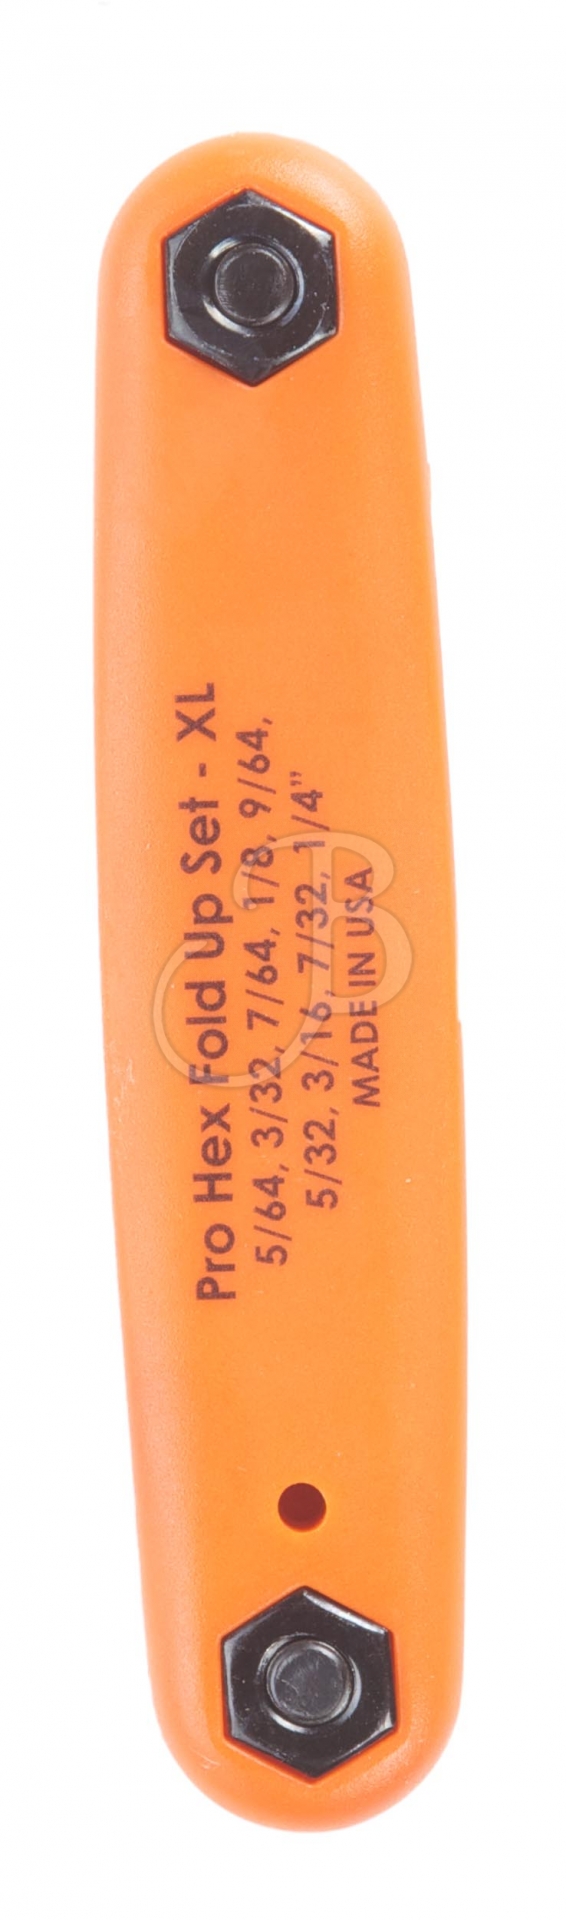 Pro Hex Fold Up Set - XL
5/64, 3/32, 7/64, 1/8, 9/64,
5/32, 3/16, 7/32, 1/4"
MADE IN USA
B